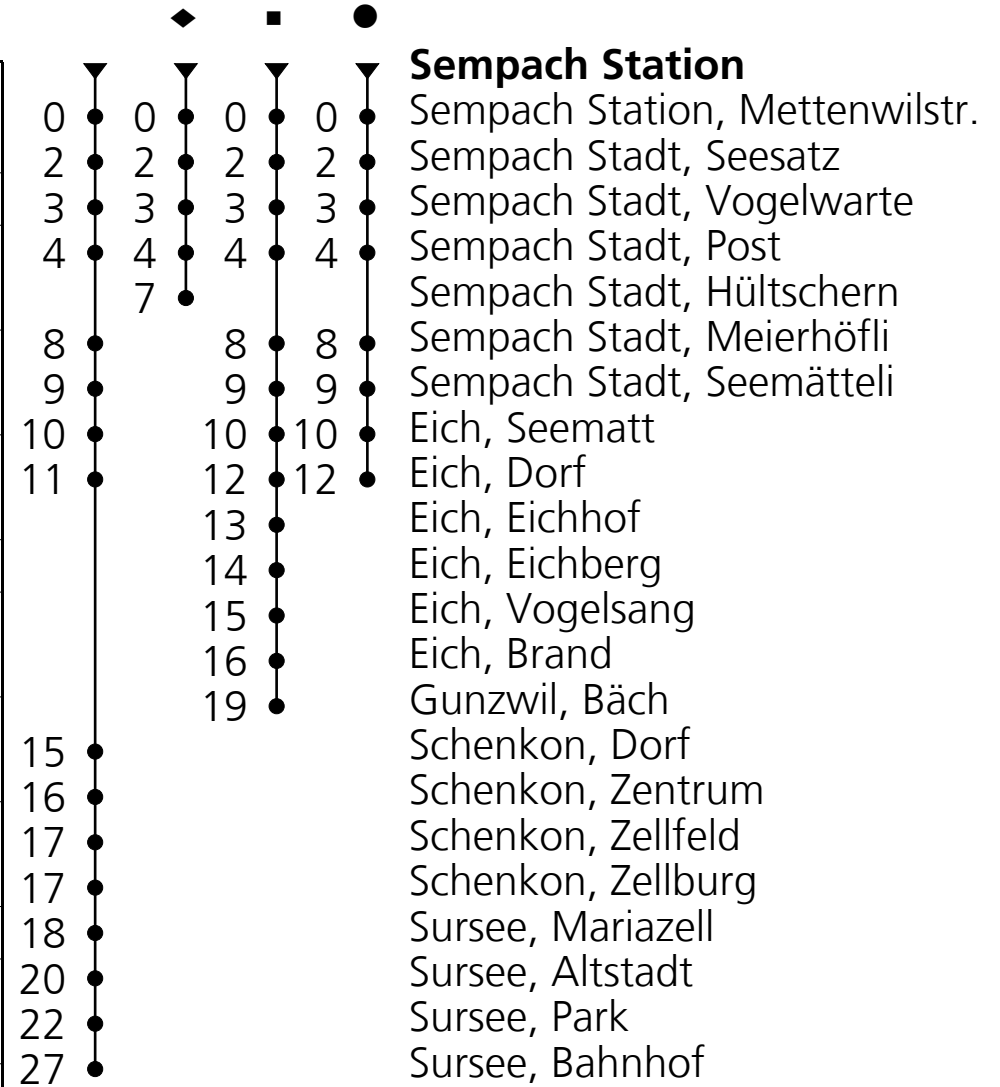 Sempach Station
0 0 0 0 Sempach Station, Mettenwilstr.
2 2 2 2 Sempach Stadt, Seesatz
3 3 3 3 Sempach Stadt, Vogelwarte
4 4 4 4 Sempach Stadt, Post
7 Sempach Stadt, Hültschern
8 8 8 Sempach Stadt, Meierhöfli
9 9 9 Sempach Stadt, Seemätteli
10 10 10 Eich, Seematt
11 12 12 Eich, Dorf
13 Eich, Eichhof
14 Eich, Eichberg
15 Eich, Vogelsang
16 Eich, Brand
19 Gunzwil, Bäch
15 Schenkon, Dorf
16 Schenkon, Zentrum
17 Schenkon, Zellfeld
17 Schenkon, Zellburg
18 Sursee, Mariazell
20 Sursee, Altstadt
22 Sursee, Park
27 Sursee, Bahnhof